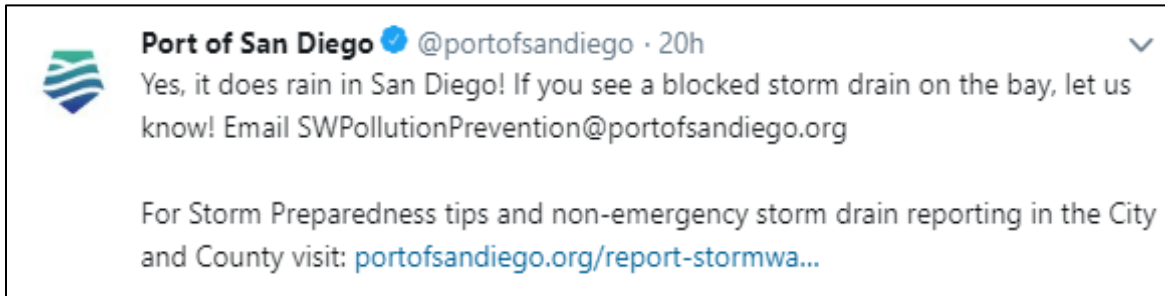 Port of San Diego @portofsandiego · 20h
Yes, it does rain in San Diego! If you see a blocked storm drain on the bay, let us
know! Email SWPollutionPrevention@portofsandiego.org
For Storm Preparedness tips and non-emergency storm drain reporting in the City
and County visit: portofsandiego.org/report-stormwa...